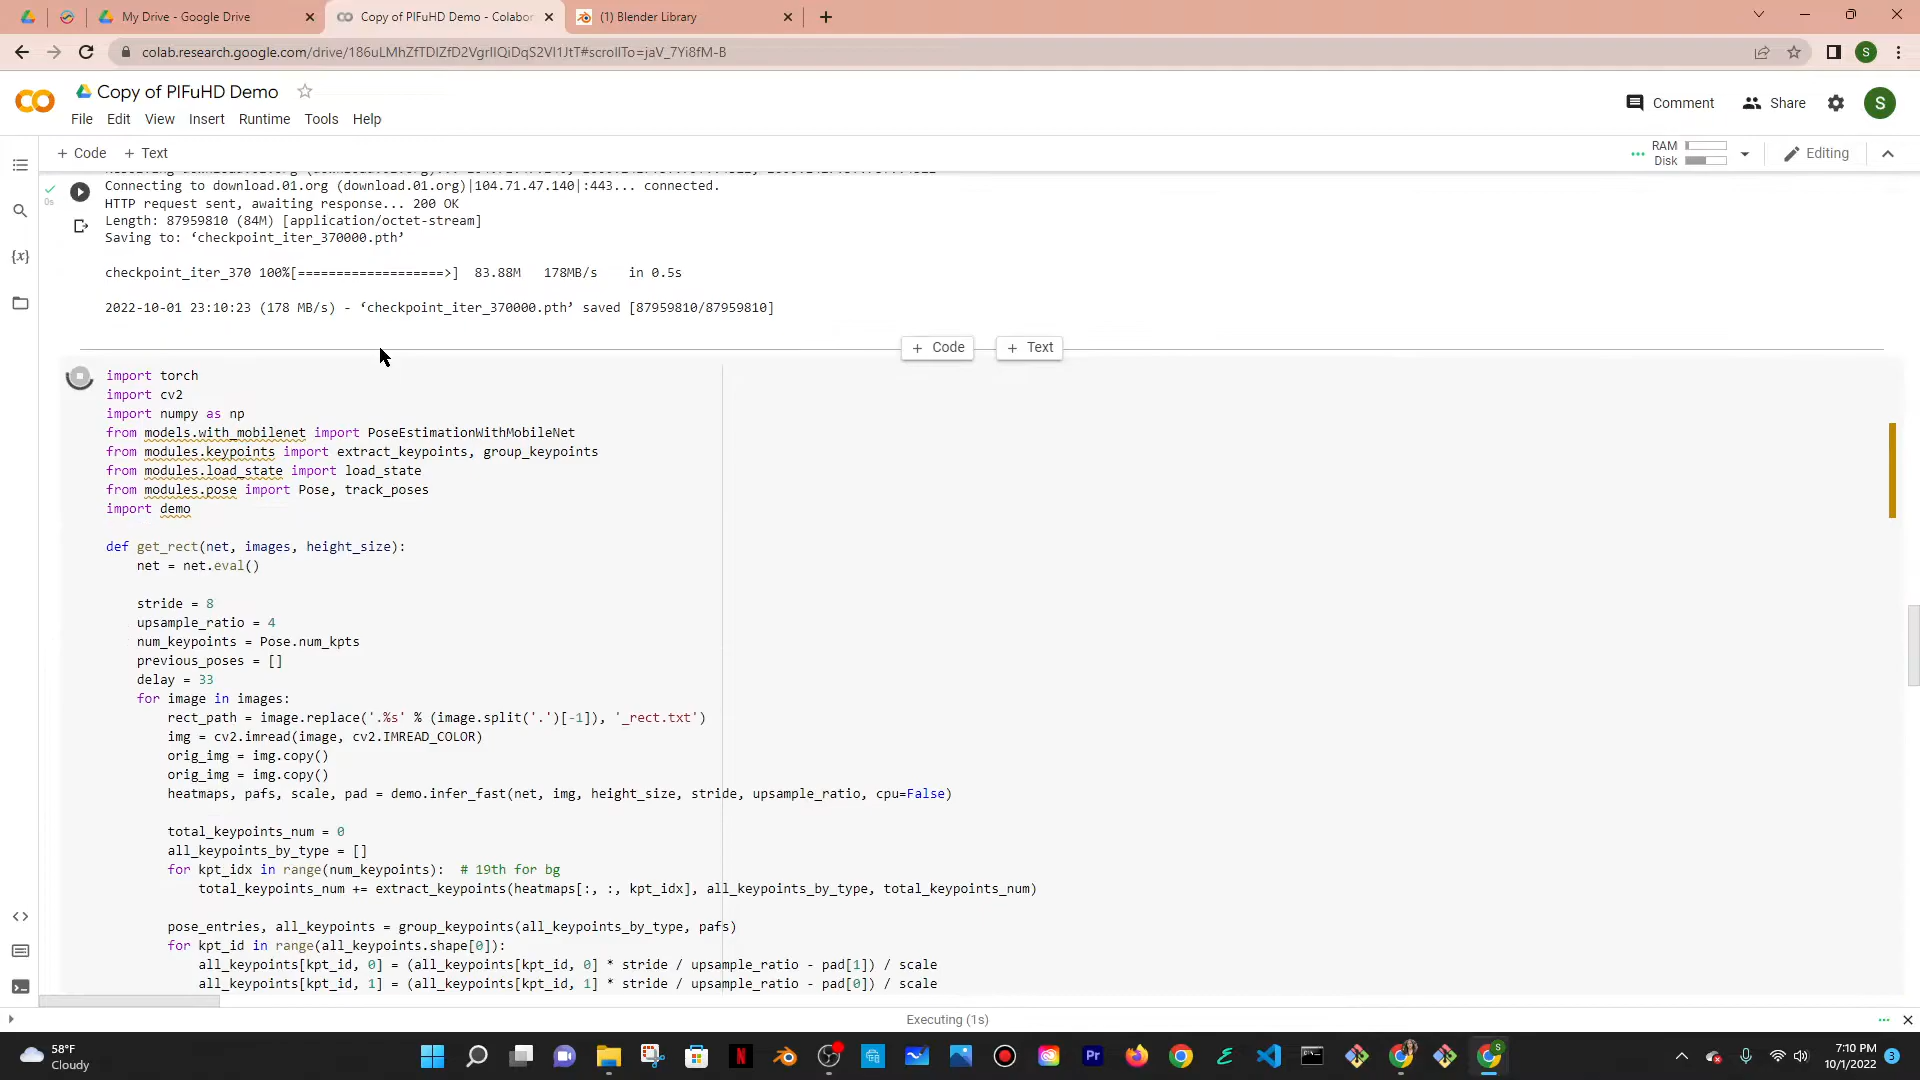 My Drive - Google Drive
Copy of PIFuHD Demo - Colabor
(1) Blender Library
colab.research.google.com/drive/186uLMhZfTDIZfD2VgrIlQiDqS2Vl1JtT#scrollTo=jaV_7Yi8fM-B
S
Copy of PIFuHD Demo
Comment
Share
S
File Edit View Insert Runtime Tools Help
+ Code + Text
RAM
Disk
Editing
0s
Connecting to download.01.org (download.01.org)|104.71.47.140|:443... connected.
HTTP request sent, awaiting response... 200 OK
Length: 87959810 (84M) [application/octet-stream]
Saving to: ‘checkpoint_iter_370000.pth’
checkpoint_iter_370 100%[===================>] 83.88M 178MB/s in 0.5s
2022-10-01 23:10:23 (178 MB/s) - ‘checkpoint_iter_370000.pth’ saved [87959810/87959810]
+ Code + Text
import torch
import cv2
import numpy as np
from models.with_mobilenet import PoseEstimationWithMobileNet
from modules.keypoints import extract_keypoints, group_keypoints
from modules.load_state import load_state
from modules.pose import Pose, track_poses
import demo
def get_rect(net, images, height_size):
net = net.eval()
stride = 8
upsample_ratio = 4
num_keypoints = Pose.num_kpts
previous_poses = []
delay = 33
for image in images:
rect_path = image.replace('.%s' % (image.split('.')[-1]), '_rect.txt')
img = cv2.imread(image, cv2.IMREAD_COLOR)
orig_img = img.copy()
orig_img = img.copy()
heatmaps, pafs, scale, pad = demo.infer_fast(net, img, height_size, stride, upsample_ratio, cpu=False)
total_keypoints_num = 0
all_keypoints_by_type = []
for kpt_idx in range(num_keypoints): # 19th for bg
total_keypoints_num += extract_keypoints(heatmaps[:, :, kpt_idx], all_keypoints_by_type, total_keypoints_num)
pose_entries, all_keypoints = group_keypoints(all_keypoints_by_type, pafs)
for kpt_id in range(all_keypoints.shape[0]):
all_keypoints[kpt_id, 0] = (all_keypoints[kpt_id, 0] * stride / upsample_ratio - pad[1]) / scale
all_keypoints[kpt_id, 1] = (all_keypoints[kpt_id, 1] * stride / upsample_ratio - pad[0]) / scale
Executing (1s)
58°F
Cloudy
7:10 PM
10/1/2022
3